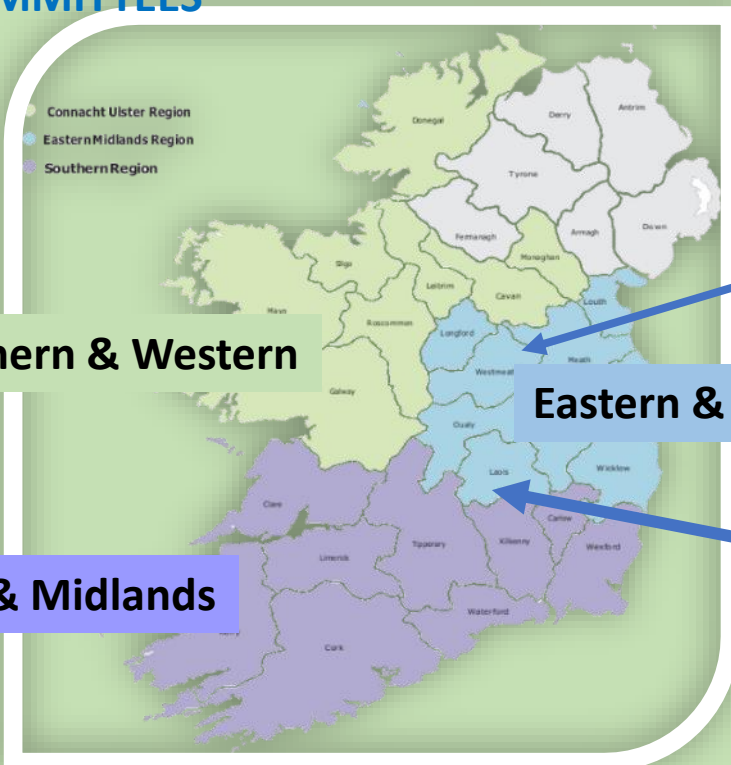 MMITTEES
Connacht Ulster Region
Eastern Midlands Region
Southern Region
Donegal
Derry
Antrim
Tyrone
Fermanagh
Armagh
Down
Monaghan
Sligo
Leitrim
Cavan
Louth
Mayo
Roscommon
Longford
hern & Western
Westmeath
Meath
Galway
Eastern &
Offaly
Laois
Wicklow
Clare
Carlow
Tipperary
Kilkenny
Limerick
Wexford
& Midlands
Waterford
Cork